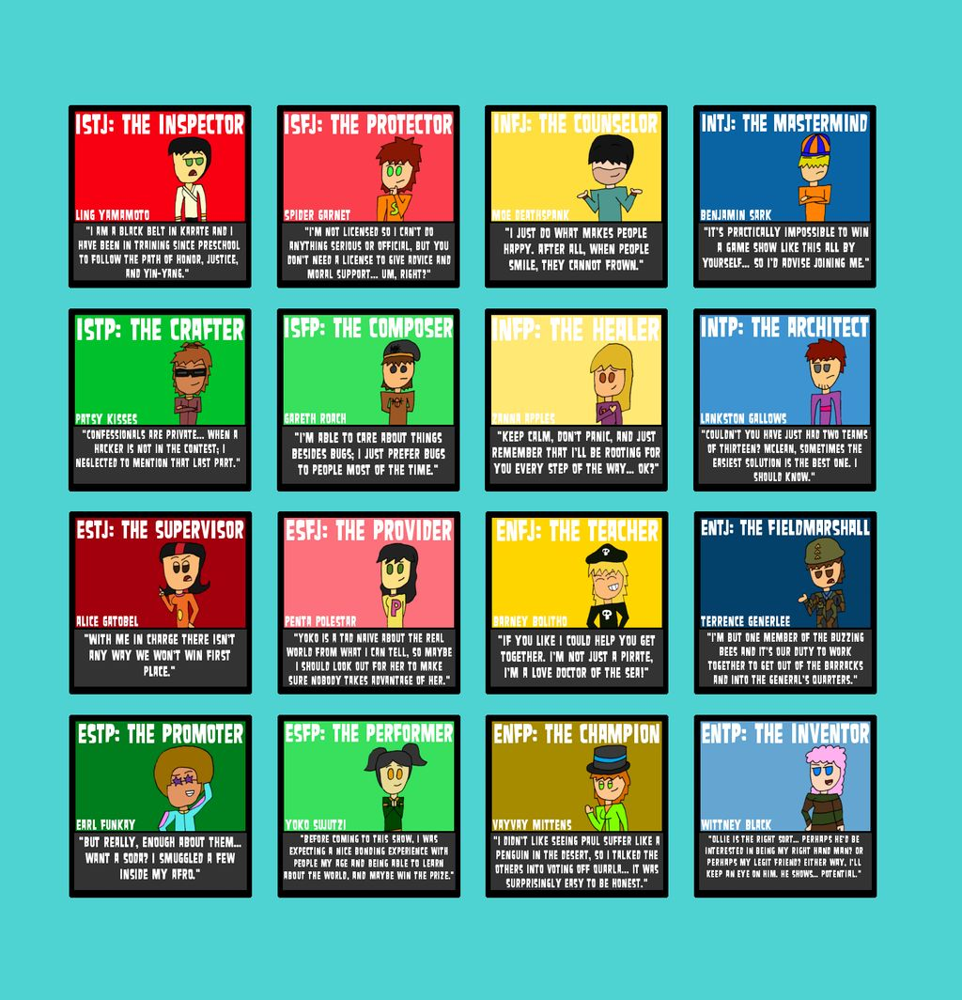 ISTJ: THE INSPECTOR
LING YAMAMOTO
"I AM A BLACK BELT IN KARATE AND I
HAVE BEEN IN TRAINING SINCE PRESCHOOL
TO FOLLOW THE PATH OF HONOR, JUSTICE,
AND YIN-YANG."
ISFJ: THE PROTECTOR
SPIDER GARNET
"I'M NOT LICENSED SO I CAN'T DO
ANYTHING SERIOUS OR OFFICIAL, BUT YOU
DON'T NEED A LICENSE TO GIVE ADVICE AND
MORAL SUPPORT... UM, RIGHT?"
INFJ: THE COUNSELOR
MOE DEATHSPANK
"I JUST DO WHAT MAKES PEOPLE
HAPPY. AFTER ALL, WHEN PEOPLE
SMILE, THEY CANNOT FROWN."
INTJ: THE MASTERMIND
BENJAMIN SARK
"IT'S PRACTICALLY IMPOSSIBLE TO WIN
A GAME SHOW LIKE THIS ALL BY
YOURSELF... SO I'D ADVISE JOINING ME."
ISTP: THE CRAFTER
PATSY KISSES
"CONFESSIONALS ARE PRIVATE... WHEN A
HACKER IS NOT IN THE CONTEST; I
NEGLECTED TO MENTION THAT LAST PART."
ISFP: THE COMPOSER
GARETH ROACH
"I'M ABLE TO CARE ABOUT THINGS
BESIDES BUGS; I JUST PREFER BUGS
TO PEOPLE MOST OF THE TIME."
INFP: THE HEALER
ZANNA APPLES
"KEEP CALM, DON'T PANIC, AND JUST
REMEMBER THAT I'LL BE ROOTING FOR
YOU EVERY STEP OF THE WAY... OK?"
INTP: THE ARCHITECT
LANKSTON GALLOWS
"COULDN'T YOU HAVE JUST HAD TWO TEAMS
OF THIRTEEN? MCLEAN, SOMETIMES THE
EASIEST SOLUTION IS THE BEST ONE. I
SHOULD KNOW."
ESTJ: THE SUPERVISOR
ALICE GATOBEL
"WITH ME IN CHARGE THERE ISN'T
ANY WAY WE WON'T WIN FIRST
PLACE."
ESFJ: THE PROVIDER
PENTA POLESTAR
"YOKO IS A TAD NAIVE ABOUT THE REAL
WORLD FROM WHAT I CAN TELL, SO MAYBE
I SHOULD LOOK OUT FOR HER TO MAKE
SURE NOBODY TAKES ADVANTAGE OF HER."
ENFJ: THE TEACHER
BARNEY BOLITHO
"IF YOU LIKE I COULD HELP YOU GET
TOGETHER. I'M NOT JUST A PIRATE,
I'M A LOVE DOCTOR OF THE SEA!"
ENTJ: THE FIELDMARSHALL
TERRENCE GENERLEE
"I'M BUT ONE MEMBER OF THE BUZZING
BEES AND IT'S OUR DUTY TO WORK
TOGETHER TO GET OUT OF THE BARRACKS
AND INTO THE GENERAL'S QUARTERS."
ESTP: THE PROMOTER
EARL FUNKAY
"BUT REALLY, ENOUGH ABOUT THEM...
WANT A SODA? I SMUGGLED A FEW
INSIDE MY AFRO."
ESFP: THE PERFORMER
YOKO SWUTZI
"BEFORE COMING TO THIS SHOW, I WAS
EXPECTING A NICE BONDING EXPERIENCE WITH
PEOPLE MY AGE AND BEING ABLE TO LEARN
ABOUT THE WORLD, AND MAYBE WIN THE PRIZE."
ENFP: THE CHAMPION
VAYVAY MITTENS
"I DIDN'T LIKE SEEING PAUL SUFFER LIKE A
PENGUIN IN THE DESERT, SO I TALKED THE
OTHERS INTO VOTING OFF QUARLA... IT WAS
SURPRISINGLY EASY TO BE HONEST."
ENTP: THE INVENTOR
WITTNEY BLACK
"OLLIE IS THE RIGHT SORT... PERHAPS HE'D BE
INTERESTED IN BEING MY RIGHT HAND MAN? OR
PERHAPS MY LEGIT FRIEND? EITHER WAY, I'LL
KEEP AN EYE ON HIM. HE SHOWS... POTENTIAL."